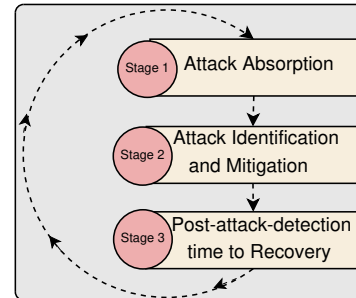 Stage 1
Attack Absorption
Stage 2
Attack Identification
and Mitigation
Stage 3
Post-attack-detection
time to Recovery